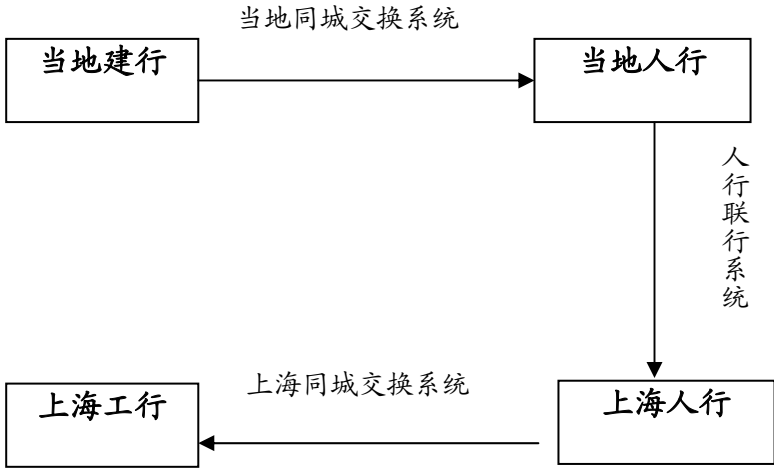 当地同城交换系统
当地建行
当地人行
人行联行系统
上海同城交换系统
上海工行
上海人行